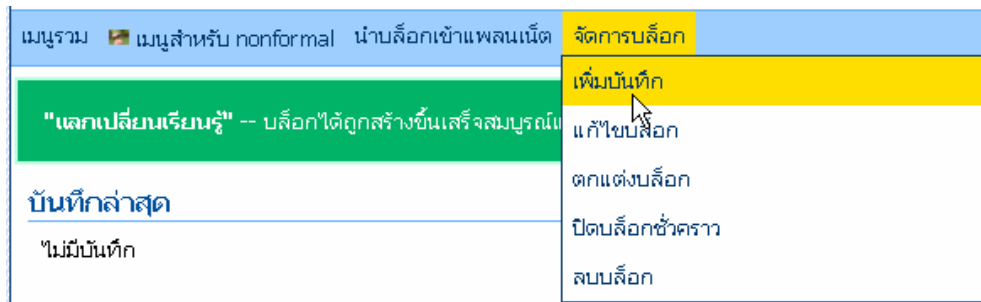 เมนูรวม เมนูสำหรับ nonformal นำบล็อกเข้าแพลนเน็ต จัดการบล็อก
เพิ่มบันทึก
"แลกเปลี่ยนเรียนรู้" -- บล็อกได้ถูกสร้างขึ้นเสร็จสมบูรณ์แ
แก้ไขบล็อก
ตกแต่งบล็อก
บันทึกล่าสุด
ปิดบล็อกชั่วคราว
ไม่มีบันทึก
ลบบล็อก